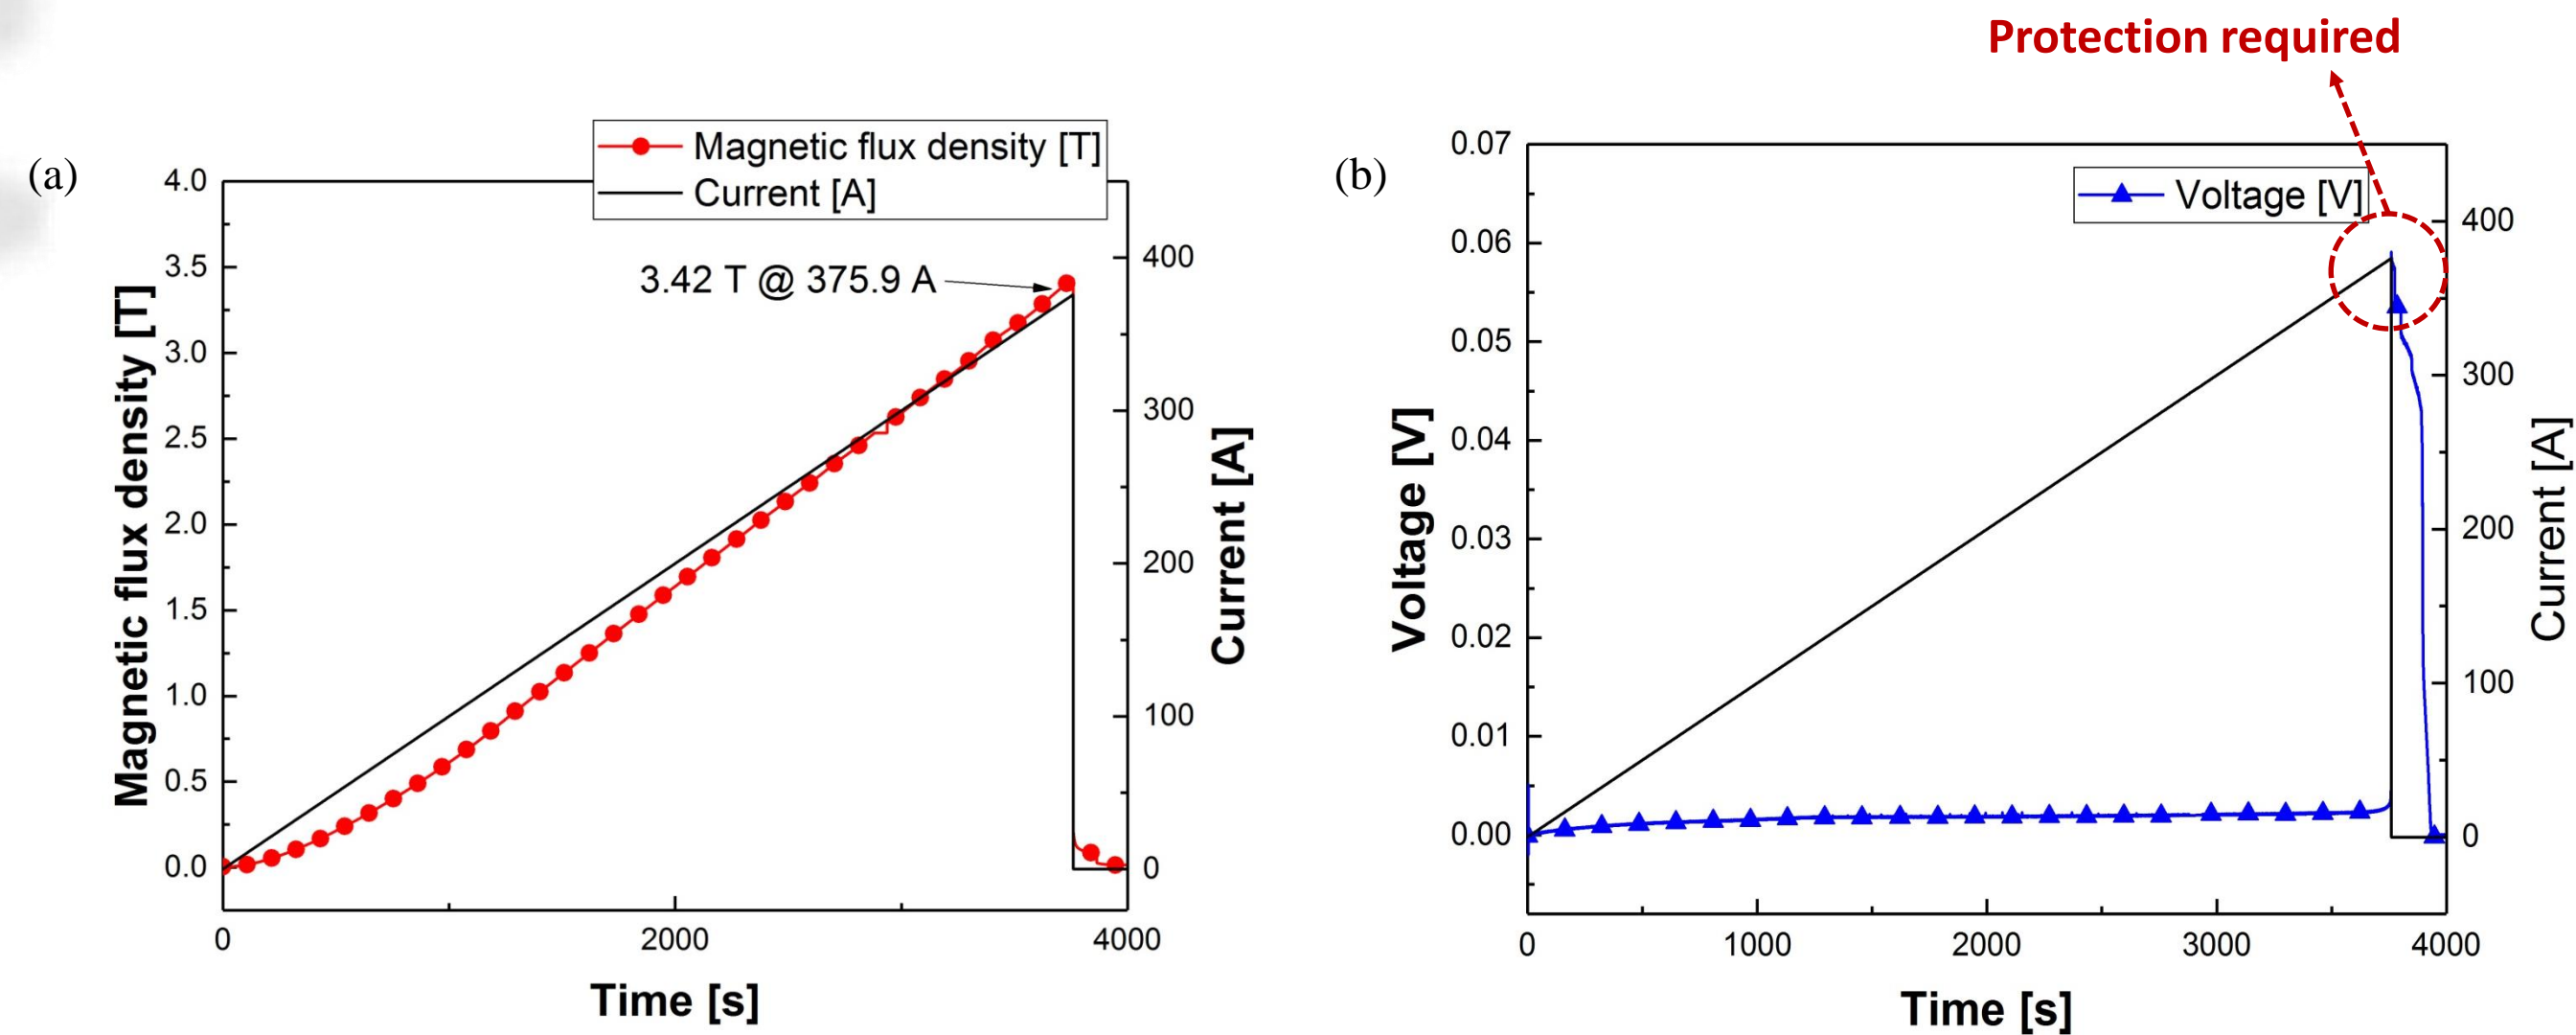 Protection required
(a)
Magnetic flux density [T]
Current [A]
3.42 T @ 375.9 A
4.0
3.5
3.0
2.5
2.0
1.5
1.0
0.5
0.0
Magnetic flux density [T]
400
300
200
100
0
Current [A]
0
2000
4000
Time [s]
(b)
Voltage [V]
0.07
0.06
0.05
0.04
0.03
0.02
0.01
0.00
Voltage [V]
400
300
200
100
0
Current [A]
0
1000
2000
3000
4000
Time [s]